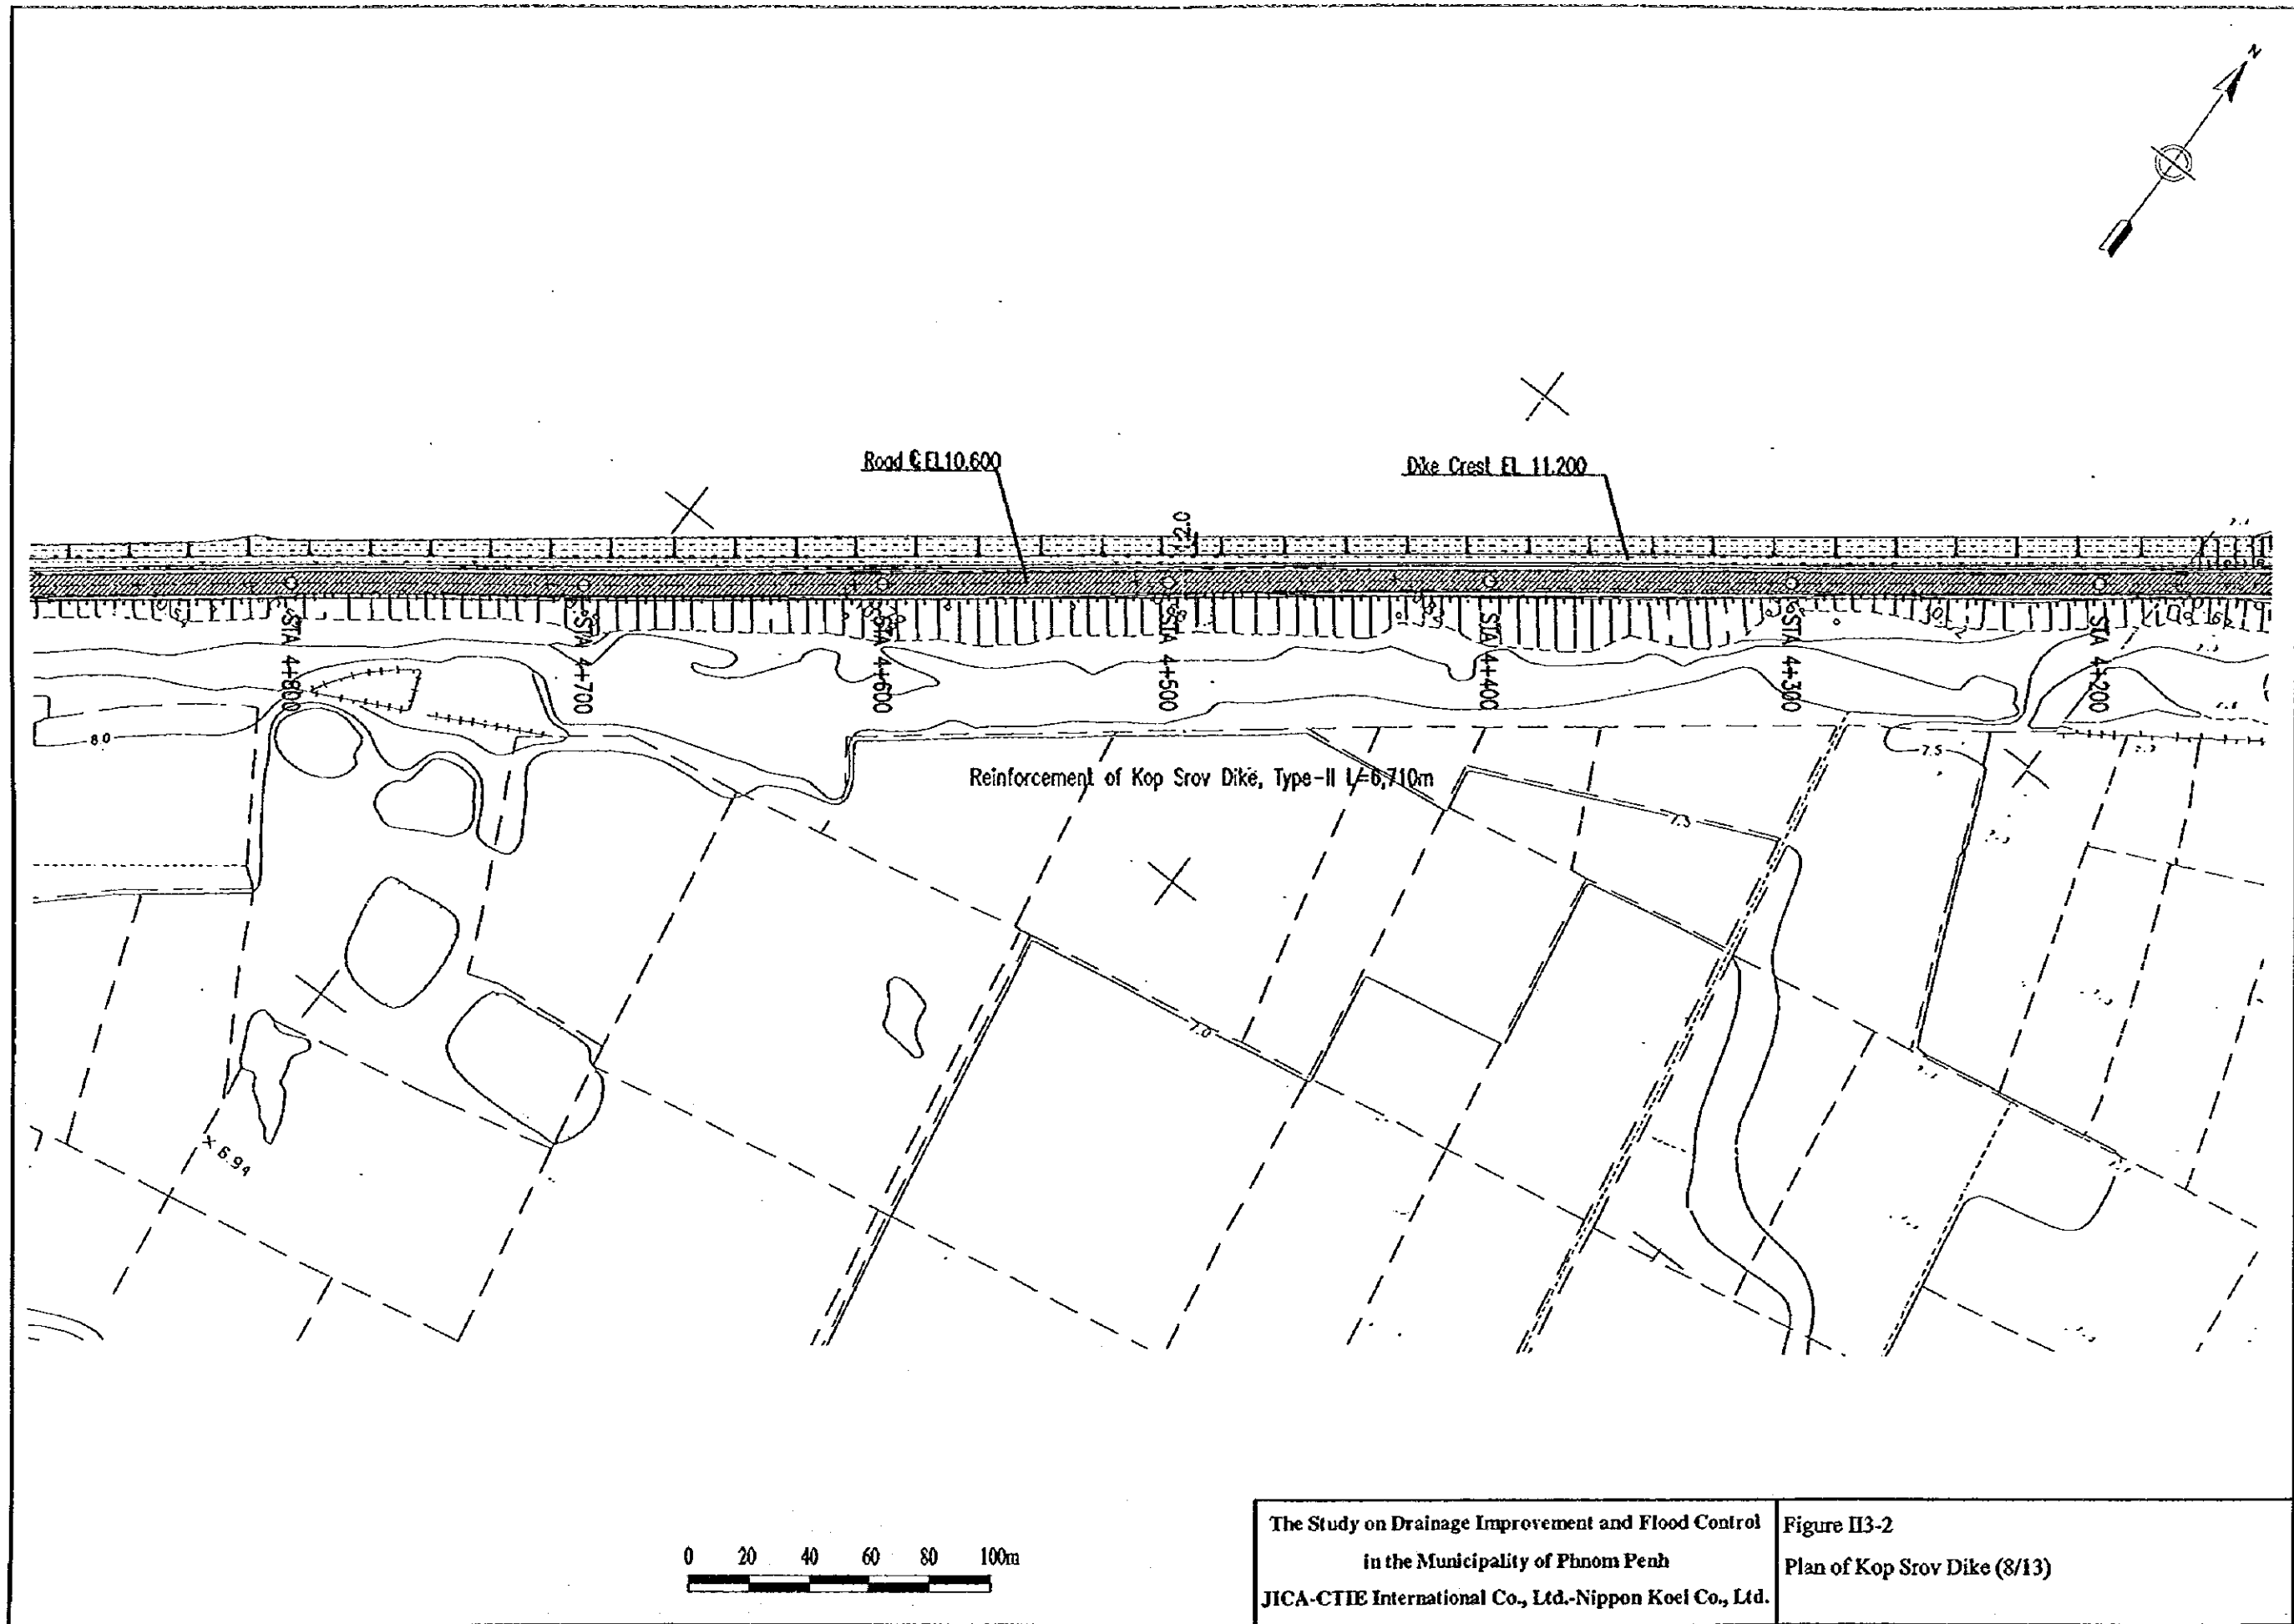 N
Road ℄ EL10.600
Dike Crest EL 11.200
STA 4+800
STA 4+700
STA 4+600
STA 4+500
STA 4+400
STA 4+300
STA 4+200
8.0
7.5
Reinforcement of Kop Srov Dike, Type-II L=6,710m
7.0
6.94
0 20 40 60 80 100m
The Study on Drainage Improvement and Flood Control
in the Municipality of Phnom Penh
JICA-CTIE International Co., Ltd.-Nippon Koei Co., Ltd.
Figure II3-2
Plan of Kop Srov Dike (8/13)